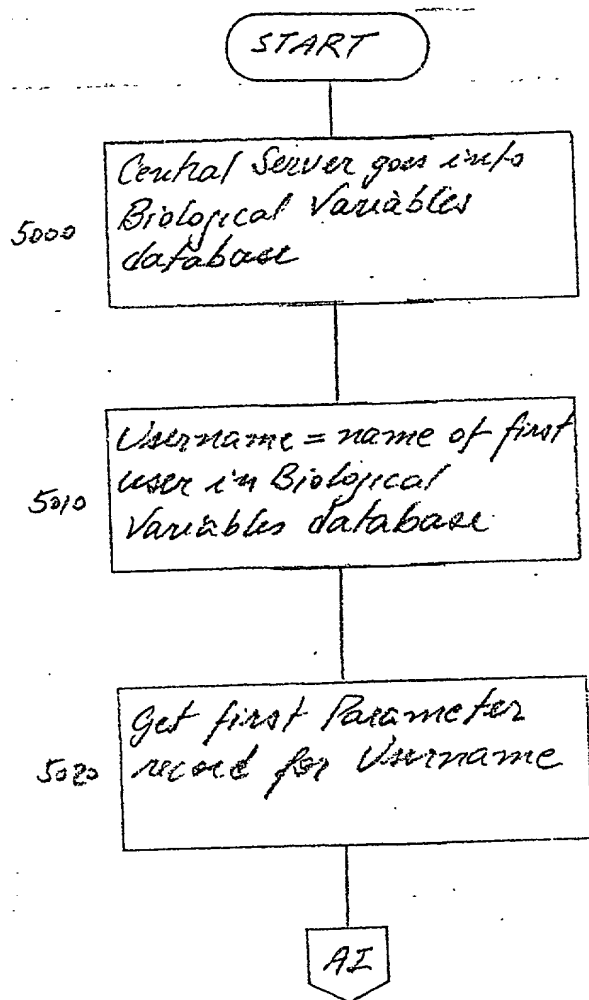 START
5000
Central Server goes into
Biological Variables
database
5010
Username = name of first
user in Biological
Variables database
5020
Get first Parameter
record for Username
AI